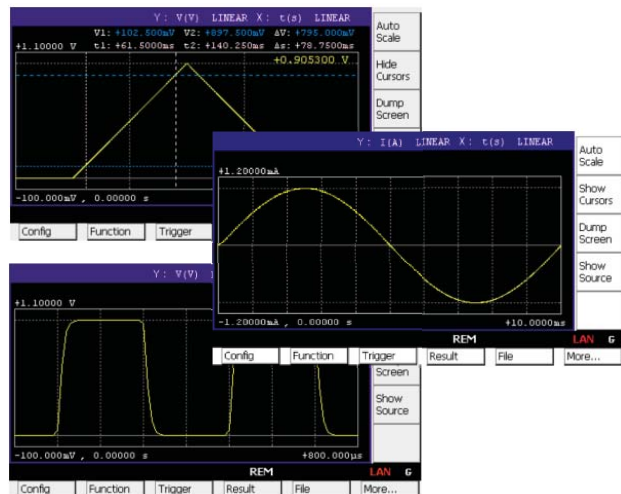 Y: V(V) LINEAR X: t(s) LINEAR
V1: +102.500mV V2: +897.500mV ΔV: +795.000mV
+1.10000 V t1: +61.5000ms t2: +140.250ms Δs: +78.7500ms
+0.905300 V
-100.000mV , 0.00000 s
Auto Scale
Hide Cursors
Dump Screen
Config Function Trigger
Y: I(A) LINEAR X: t(s) LINEAR
+1.20000mA
-1.20000mA , 0.00000 s +10.0000ms
Auto Scale
Show Cursors
Dump Screen
Show Source
REM LAN G
Config Function Trigger Result File More...
Y: V(V)
+1.10000 V
-100.000mV , 0.00000 s +800.000µs
Screen
Show Source
REM LAN G
Config Function Trigger Result File More...